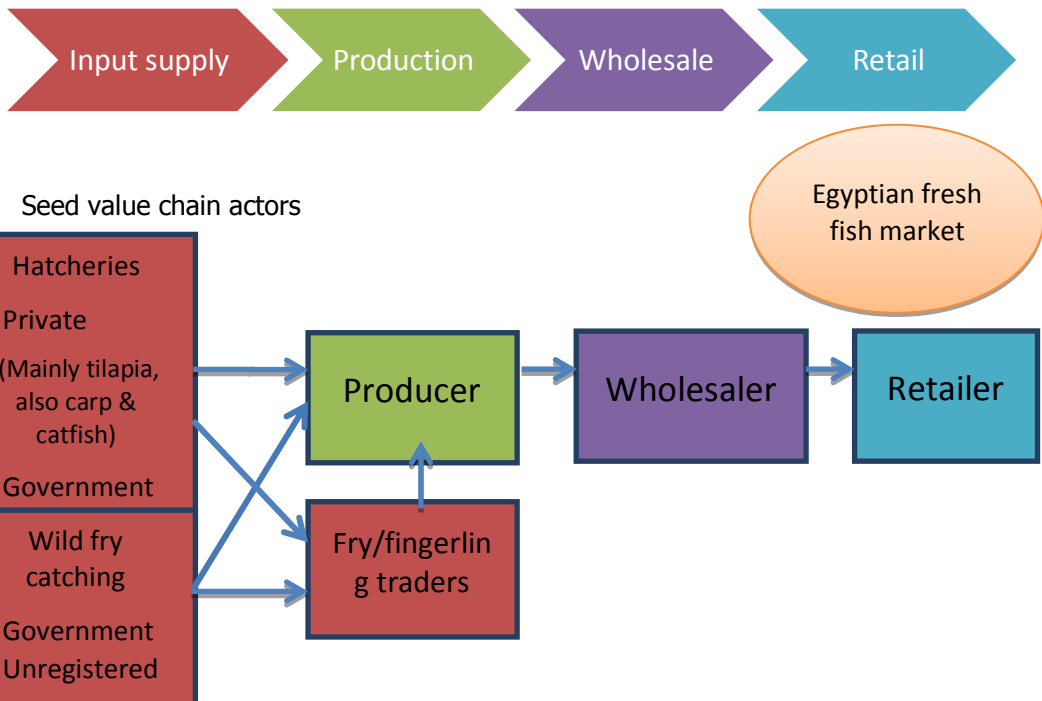 Input supply
Production
Wholesale
Retail
Egyptian fresh
fish market
Seed value chain actors
Hatcheries
Private
(Mainly tilapia,
also carp &
catfish)
Government
Wild fry
catching
Government
Unregistered
Producer
Fry/fingerlin
g traders
Wholesaler
Retailer